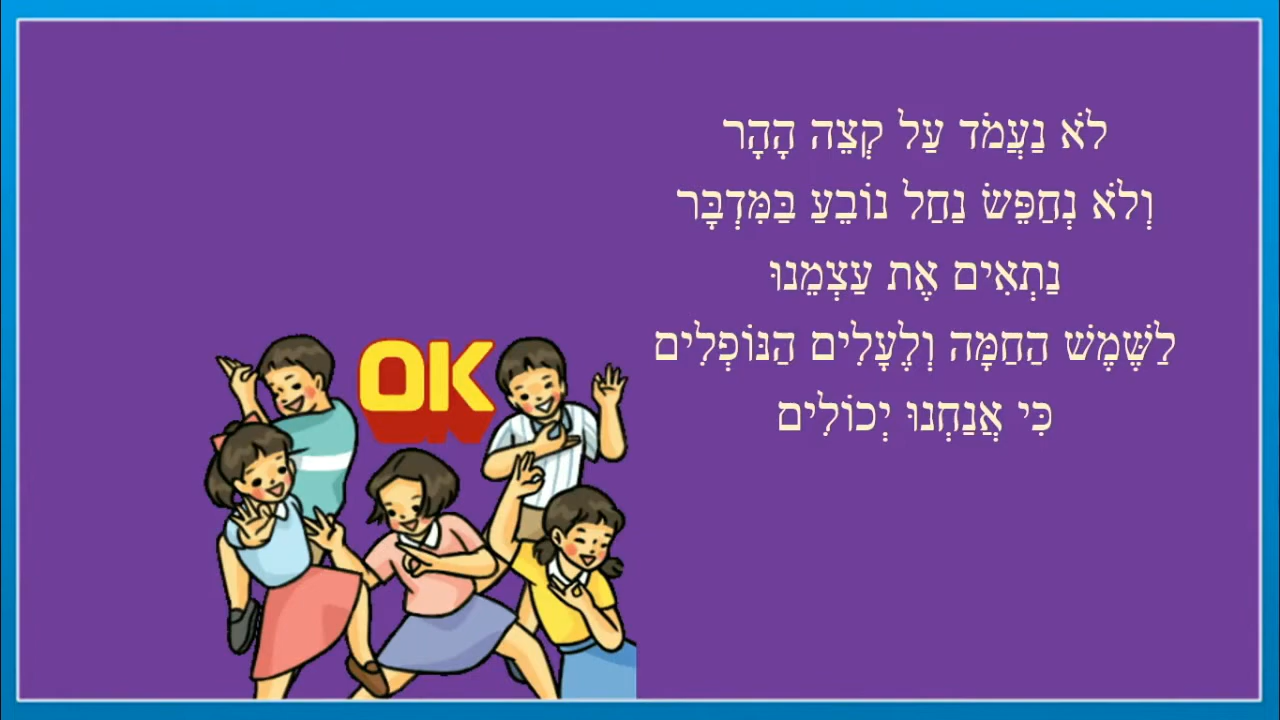 לֹא נַעֲמֹד עַל קְצֵה הָהָר
וְלֹא נְחַפֵּשׂ נַחַל נוֹבֵעַ בַּמִּדְבָּר
נַתְאִים אֶת עַצְמֵנוּ
לַשֶּׁמֶשׁ הַחַמָּה וְלֶעָלִים הַנּוֹפְלִים
כִּי אֲנַחְנוּ יְכוֹלִים
OK